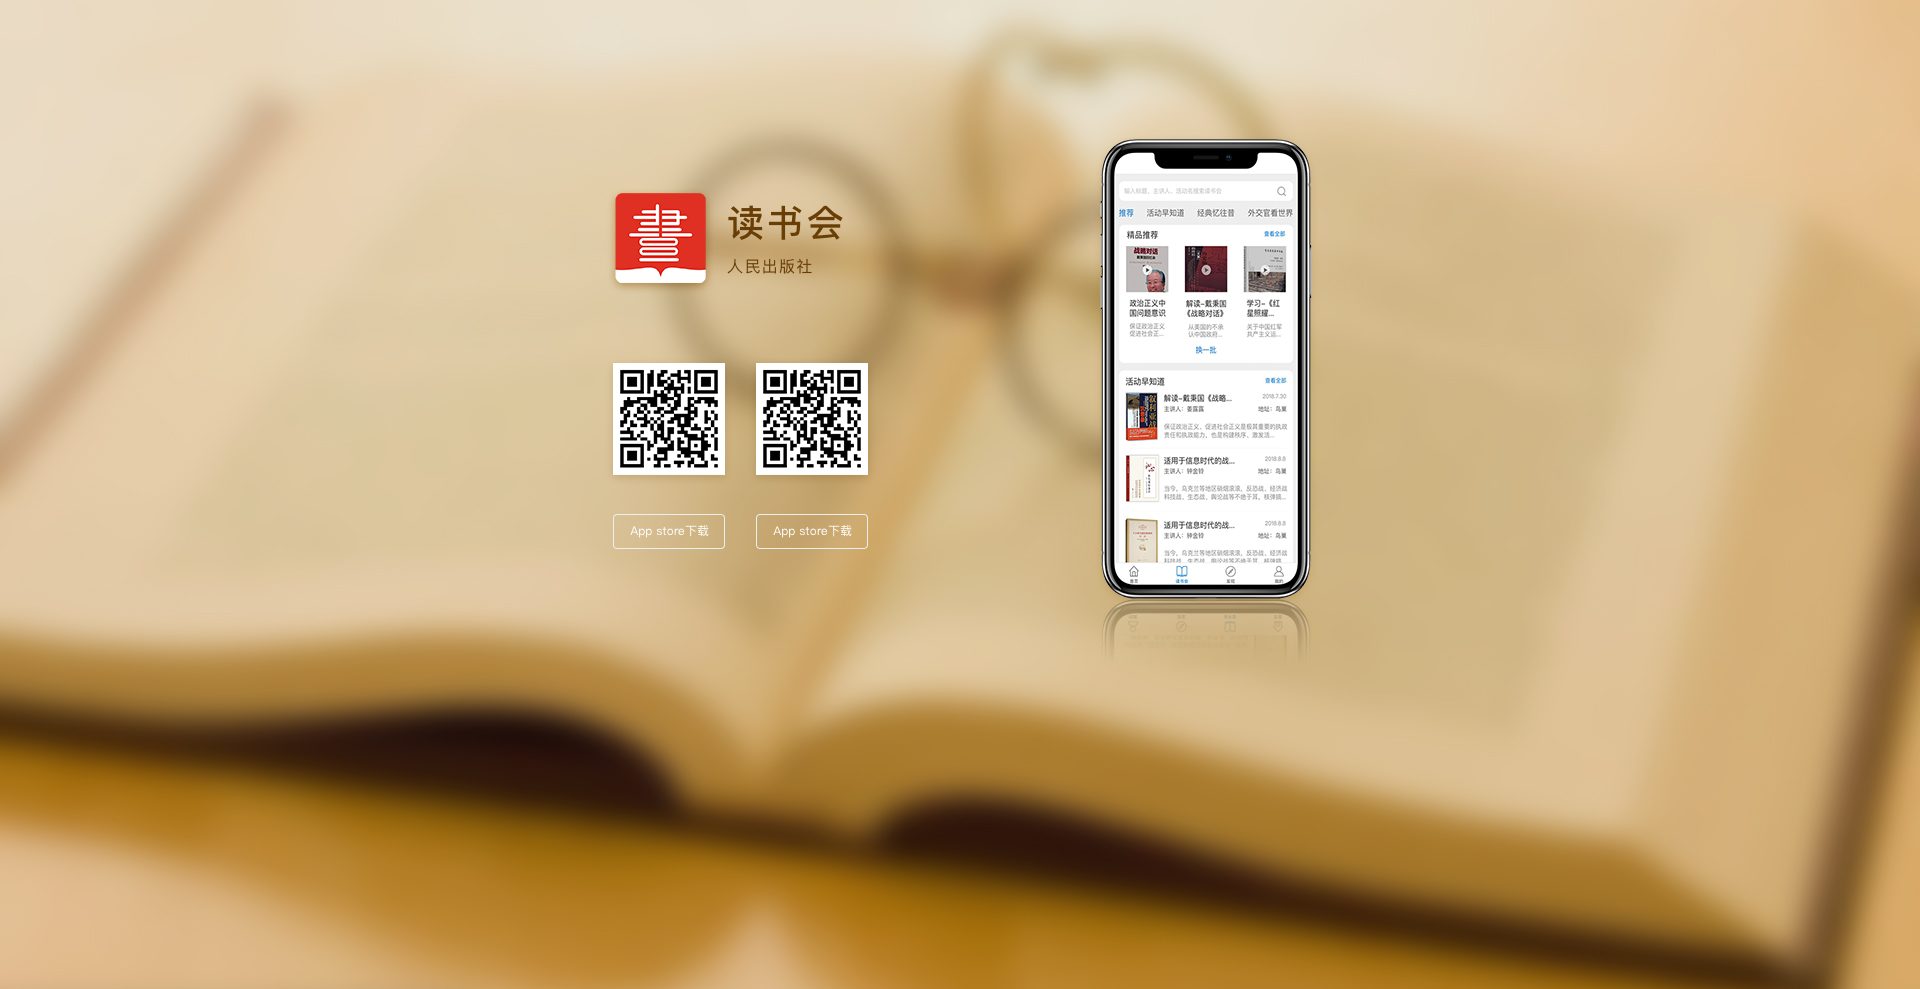 書
读书会
人民出版社
App store下载
App store下载
输入标题、主讲人、活动名搜索读书会
推荐 活动早知道 经典忆往昔 外交官看世界
精品推荐 查看全部
战略对话
政治正义中
国问题意识
保证政治正义
促进社会正...
解读-戴秉国
《战略对话》
从美国的不承
认中国政府...
学习-《红
星照耀...
关于中国红军
共产主义运...
换一批
活动早知道 查看全部
解读-戴秉国《战略... 2018.7.30
主讲人：姜露露 地址：鸟巢
保证政治正义，促进社会正义是极其重要的执政
责任和执政能力，也是构建秩序、激发活...
适用于信息时代的战... 2018.8.8
主讲人：钟金铃 地址：鸟巢
当今，乌克兰等地区硝烟滚滚，反恐战、经济战
科技战、生态战、舆论战等不绝于耳，核弹搞...
适用于信息时代的战... 2018.8.8
主讲人：钟金铃 地址：鸟巢
当今，乌克兰等地区硝烟滚滚，反恐战、经济战
首页 读书会 发现 我的